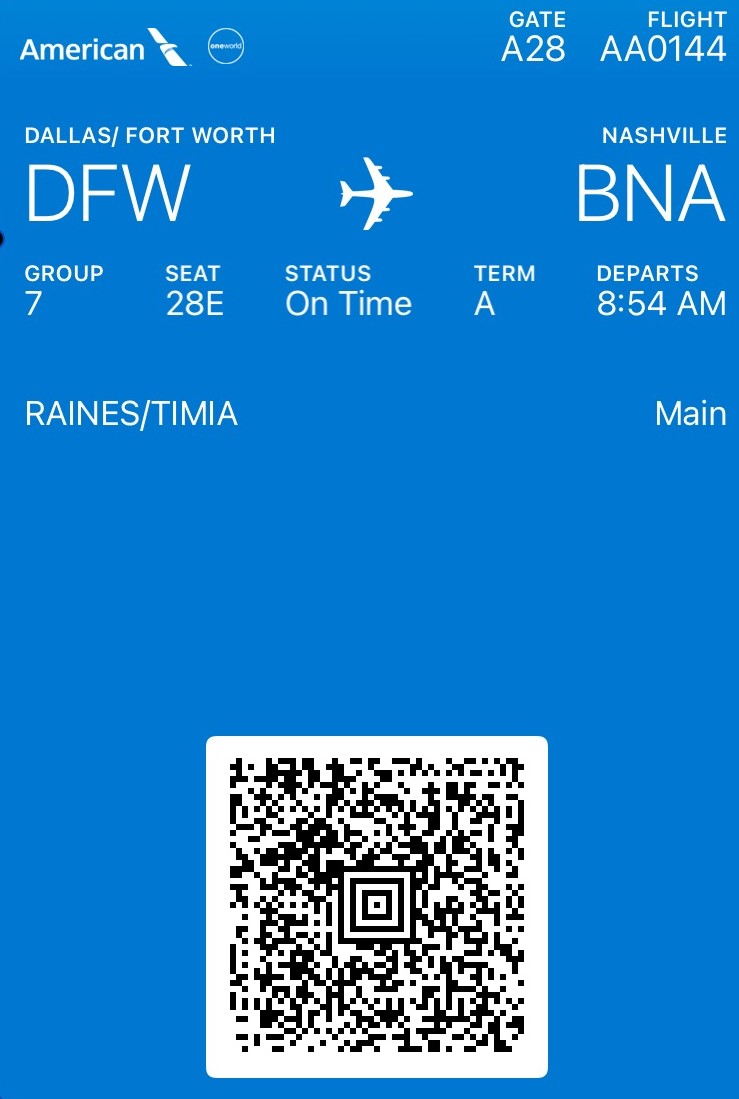 American oneworld
GATE FLIGHT
A28 AA0144
DALLAS/ FORT WORTH NASHVILLE
DFW BNA
GROUP SEAT STATUS TERM DEPARTS
7 28E On Time A 8:54 AM
RAINES/TIMIA Main